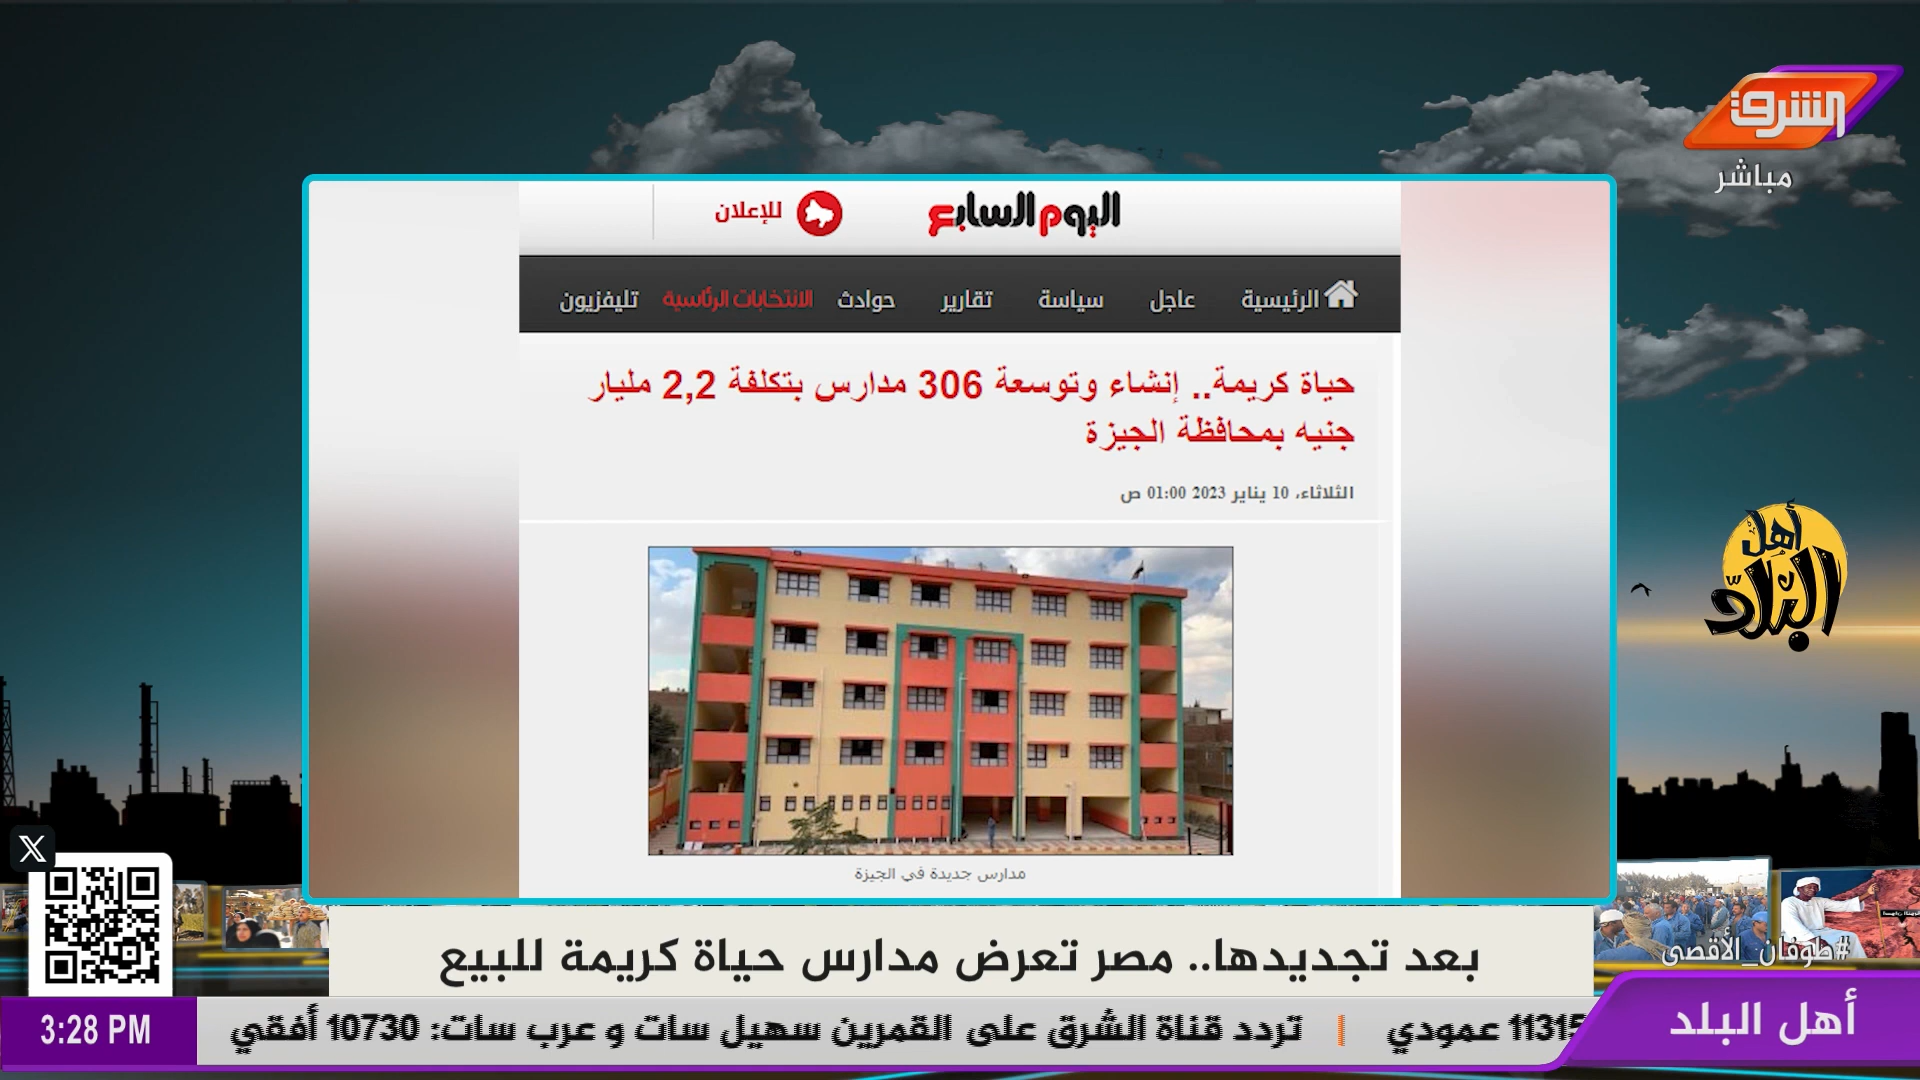 الشرق
مباشر
اليوم السابع
للإعلان
الرئيسية عاجل سياسة تقارير حوادث الانتخابات الرئاسية تليفزيون
حياة كريمة.. إنشاء وتوسعة 306 مدارس بتكلفة 2,2 مليار
جنيه بمحافظة الجيزة
الثلاثاء، 10 يناير 2023 01:00 ص
مدارس جديدة في الجيزة
أهل
البلد
بعد تجديدها.. مصر تعرض مدارس حياة كريمة للبيع
#طوفان_الأقصى
أهل البلد
11315 عمودي | تردد قناة الشرق على القمرين سهيل سات و عرب سات: 10730 أفقي
3:28 PM